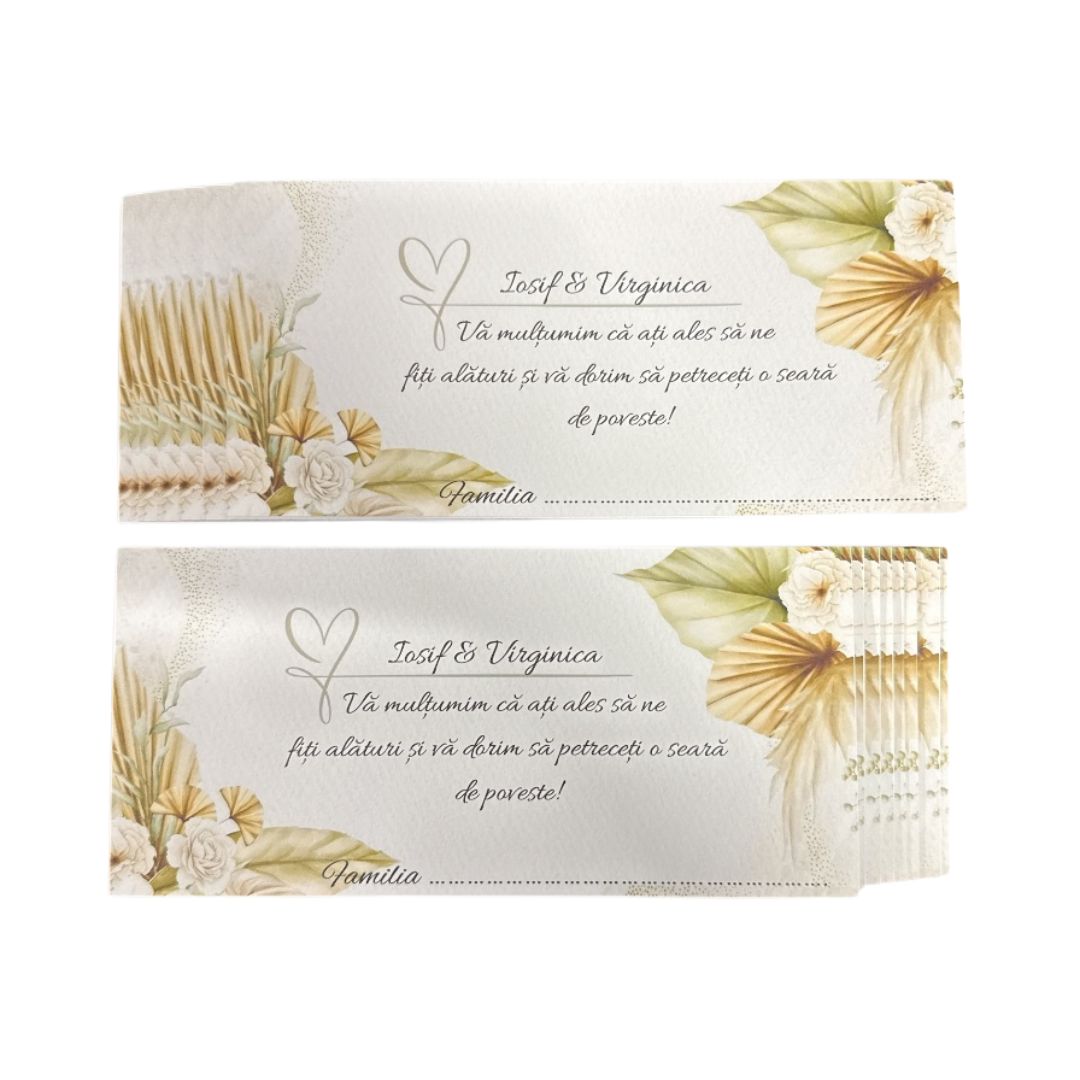 Iosif & Virginica
Vă mulțumim că ați ales să ne
fiți alături și vă dorim să petreceți o seară
de poveste!
Familia ……………………………………………
Iosif & Virginica
Vă mulțumim că ați ales să ne
fiți alături și vă dorim să petreceți o seară
de poveste!
Familia ……………………………………………